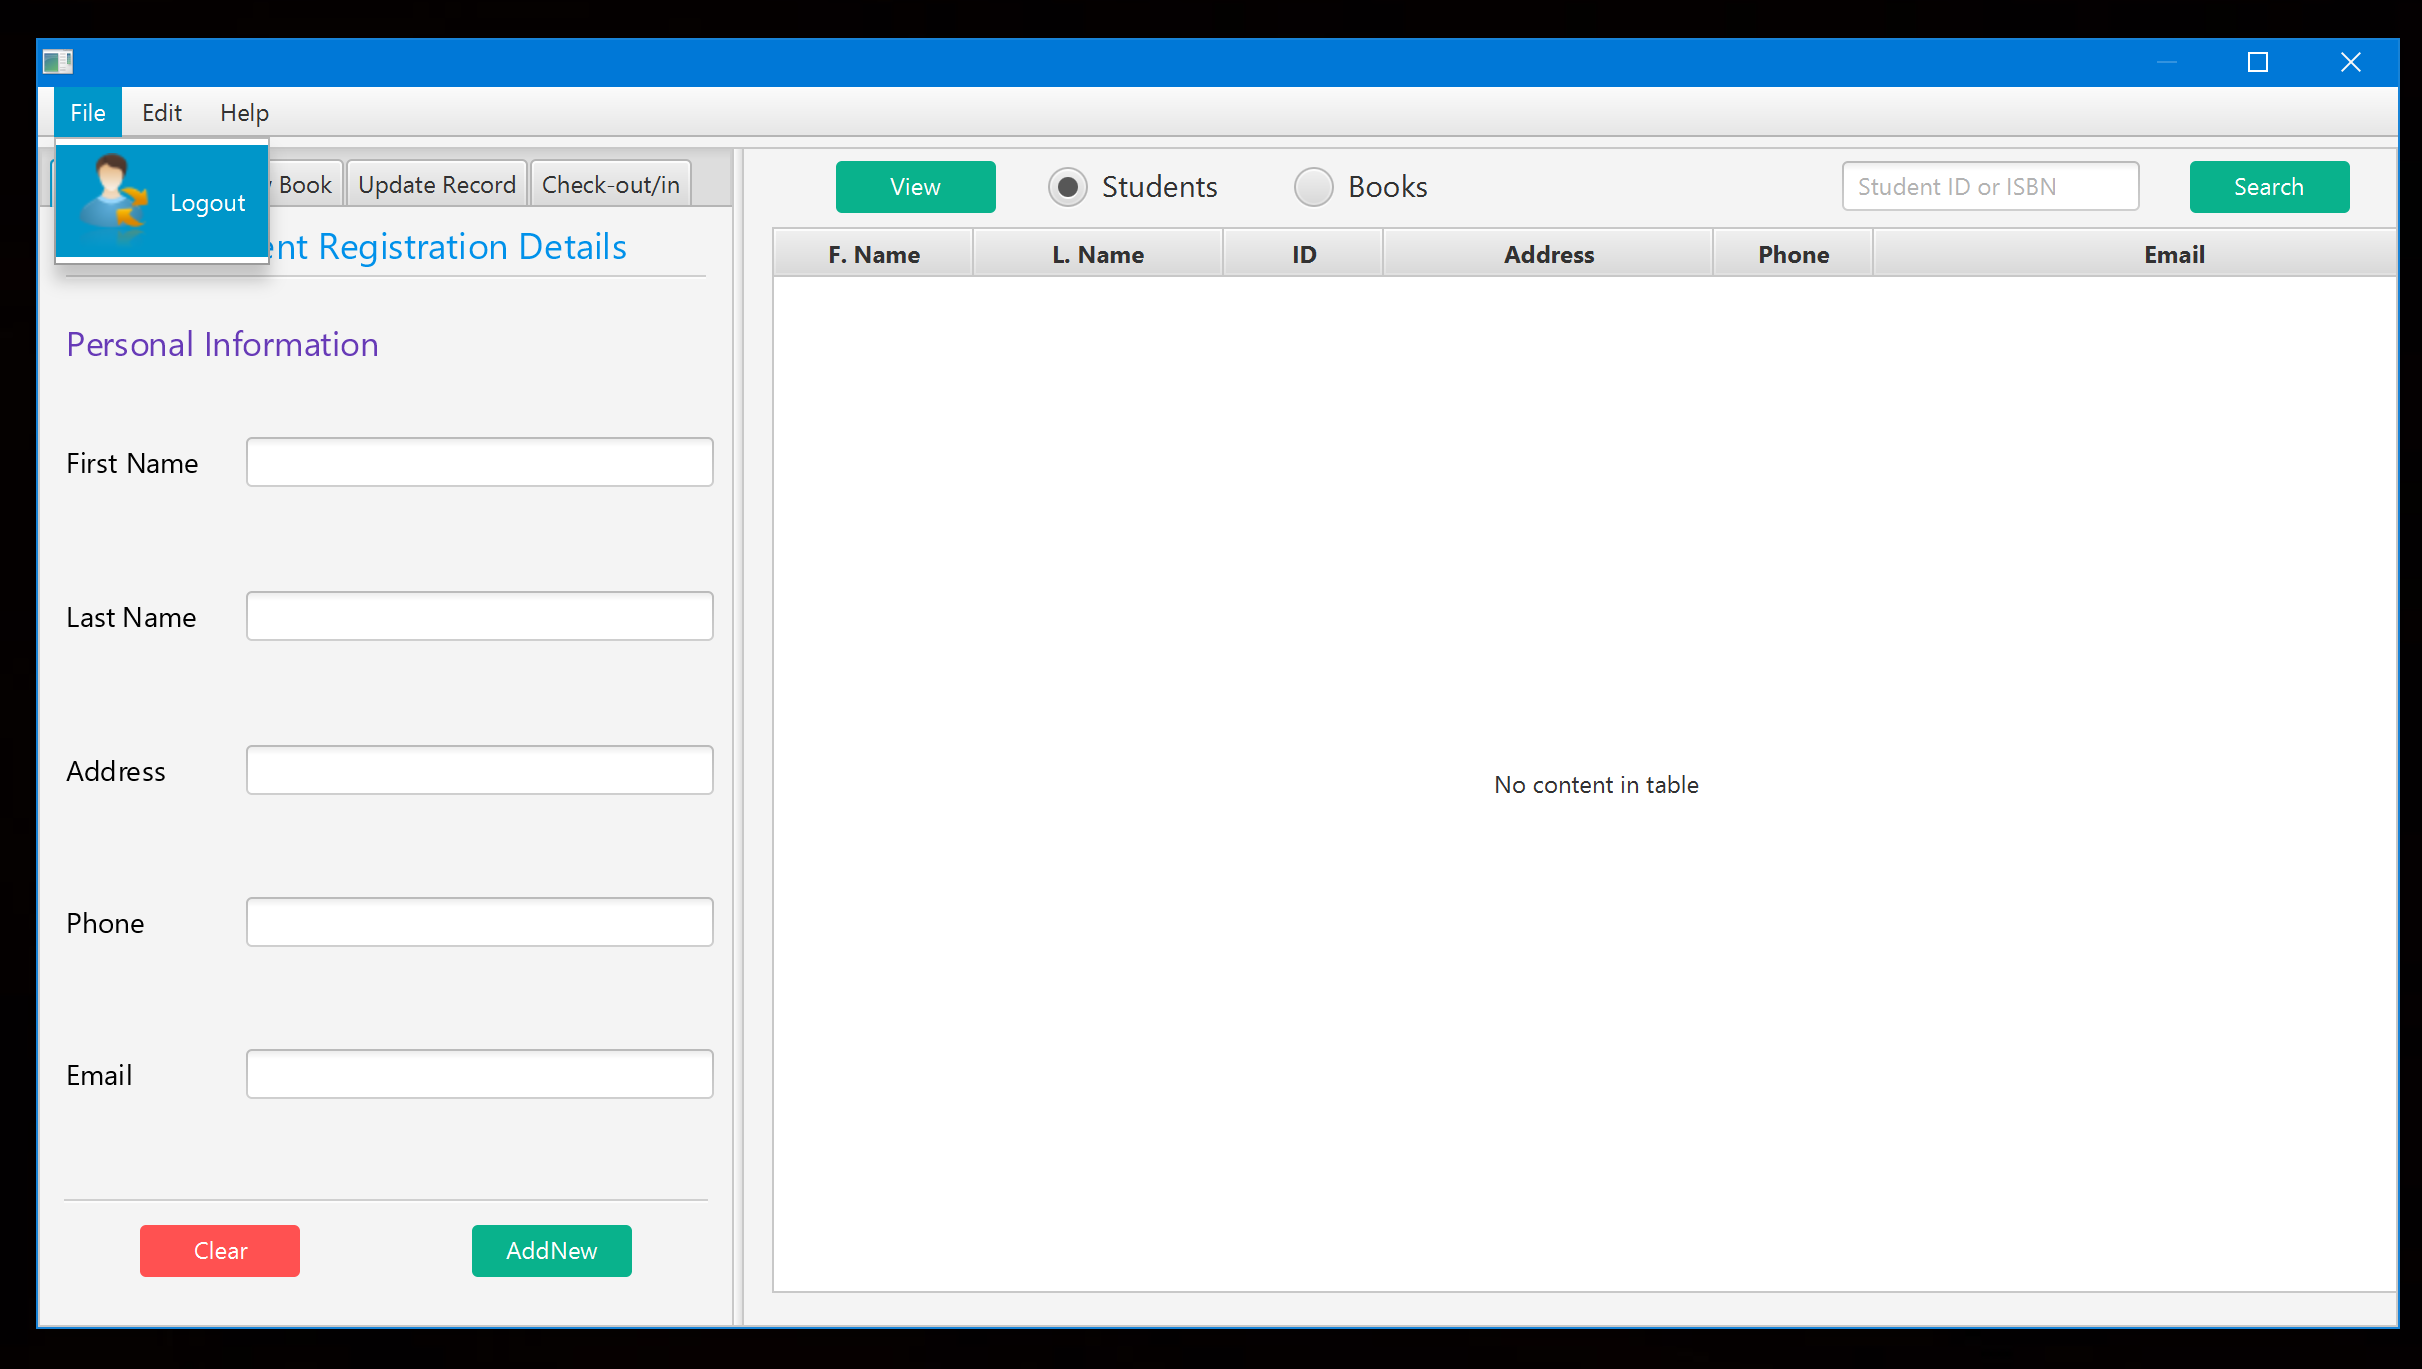 File Edit Help
Logout
Book Update Record Check-out/in
View Students Books Student ID or ISBN Search
ent Registration Details
F. Name L. Name ID Address Phone Email
Personal Information
First Name
Last Name
Address
No content in table
Phone
Email
Clear AddNew